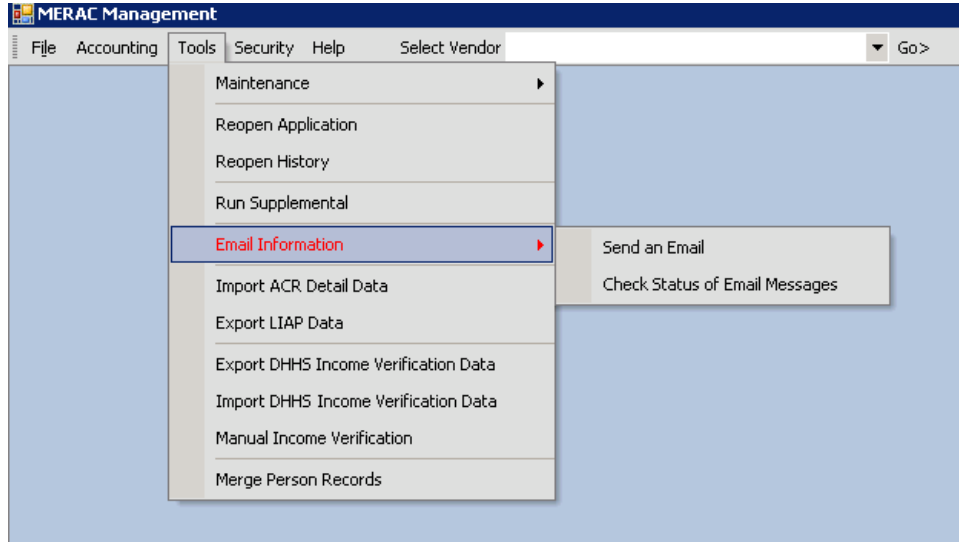 MERAC Management
File Accounting Tools Security Help Select Vendor Go>
Maintenance
Reopen Application
Reopen History
Run Supplemental
Email Information
Send an Email
Check Status of Email Messages
Import ACR Detail Data
Export LIAP Data
Export DHHS Income Verification Data
Import DHHS Income Verification Data
Manual Income Verification
Merge Person Records